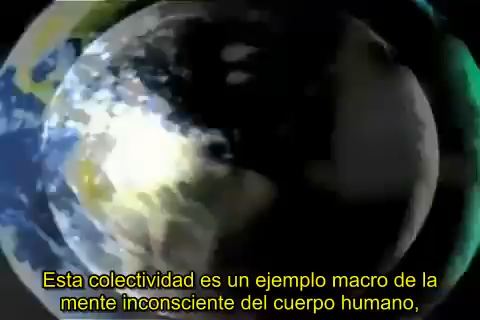 Esta colectividad es un ejemplo macro de la
mente inconsciente del cuerpo humano,